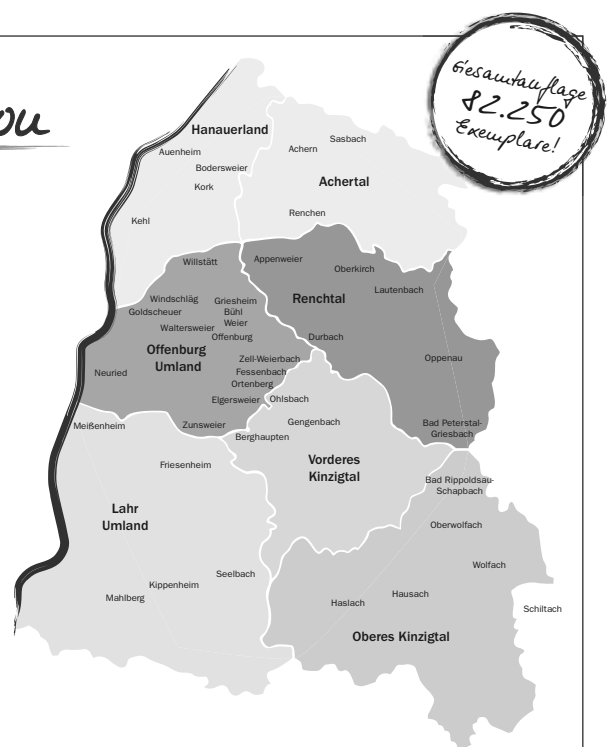 ou
Gesamtauflage
82.250
Exemplare!
Hanauerland
Auenheim
Bodersweier
Kork
Kehl
Sasbach
Achern
Achertal
Renchen
Willstätt
Appenweier
Oberkirch
Lautenbach
Renchtal
Durbach
Oppenau
Bad Peterstal-
Griesbach
Windschläg
Goldscheuer
Griesheim
Bühl
Weier
Waltersweier
Offenburg
Offenburg
Umland
Neuried
Zell-Weierbach
Fessenbach
Ortenberg
Elgersweier
Ohlsbach
Zunsweier
Berghaupten
Gengenbach
Vorderes
Kinzigtal
Meißenheim
Friesenheim
Lahr
Umland
Seelbach
Kippenheim
Mahlberg
Bad Rippoldsau-
Schapbach
Oberwolfach
Wolfach
Hausach
Haslach
Schiltach
Oberes Kinzigtal